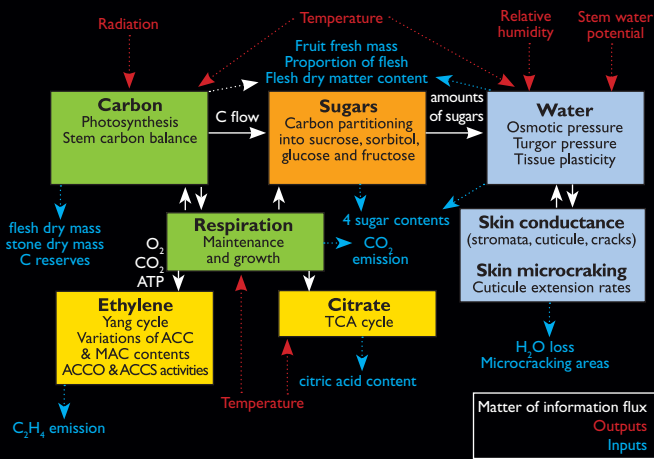 Radiation
Temperature
Relative
humidity
Stem water
potential
Fruit fresh mass
Proportion of flesh
Flesh dry matter content
Carbon
Photosynthesis
Stem carbon balance
C flow
Sugars
Carbon partitioning
into sucrose, sorbitol,
glucose and fructose
amounts
of sugars
Water
Osmotic pressure
Turgor pressure
Tissue plasticity
flesh dry mass
stone dry mass
C reserves
Respiration
Maintenance
and growth
4 sugar contents
CO₂
emission
Skin conductance
(stromata, cuticule, cracks)
Skin microcraking
Cuticule extension rates
O₂
CO₂
ATP
Ethylene
Yang cycle
Variations of ACC
& MAC contents
ACCO & ACCS activities
Citrate
TCA cycle
H₂O loss
Microcracking areas
citric acid content
Temperature
C₂H₄ emission
Matter of information flux
Outputs
Inputs